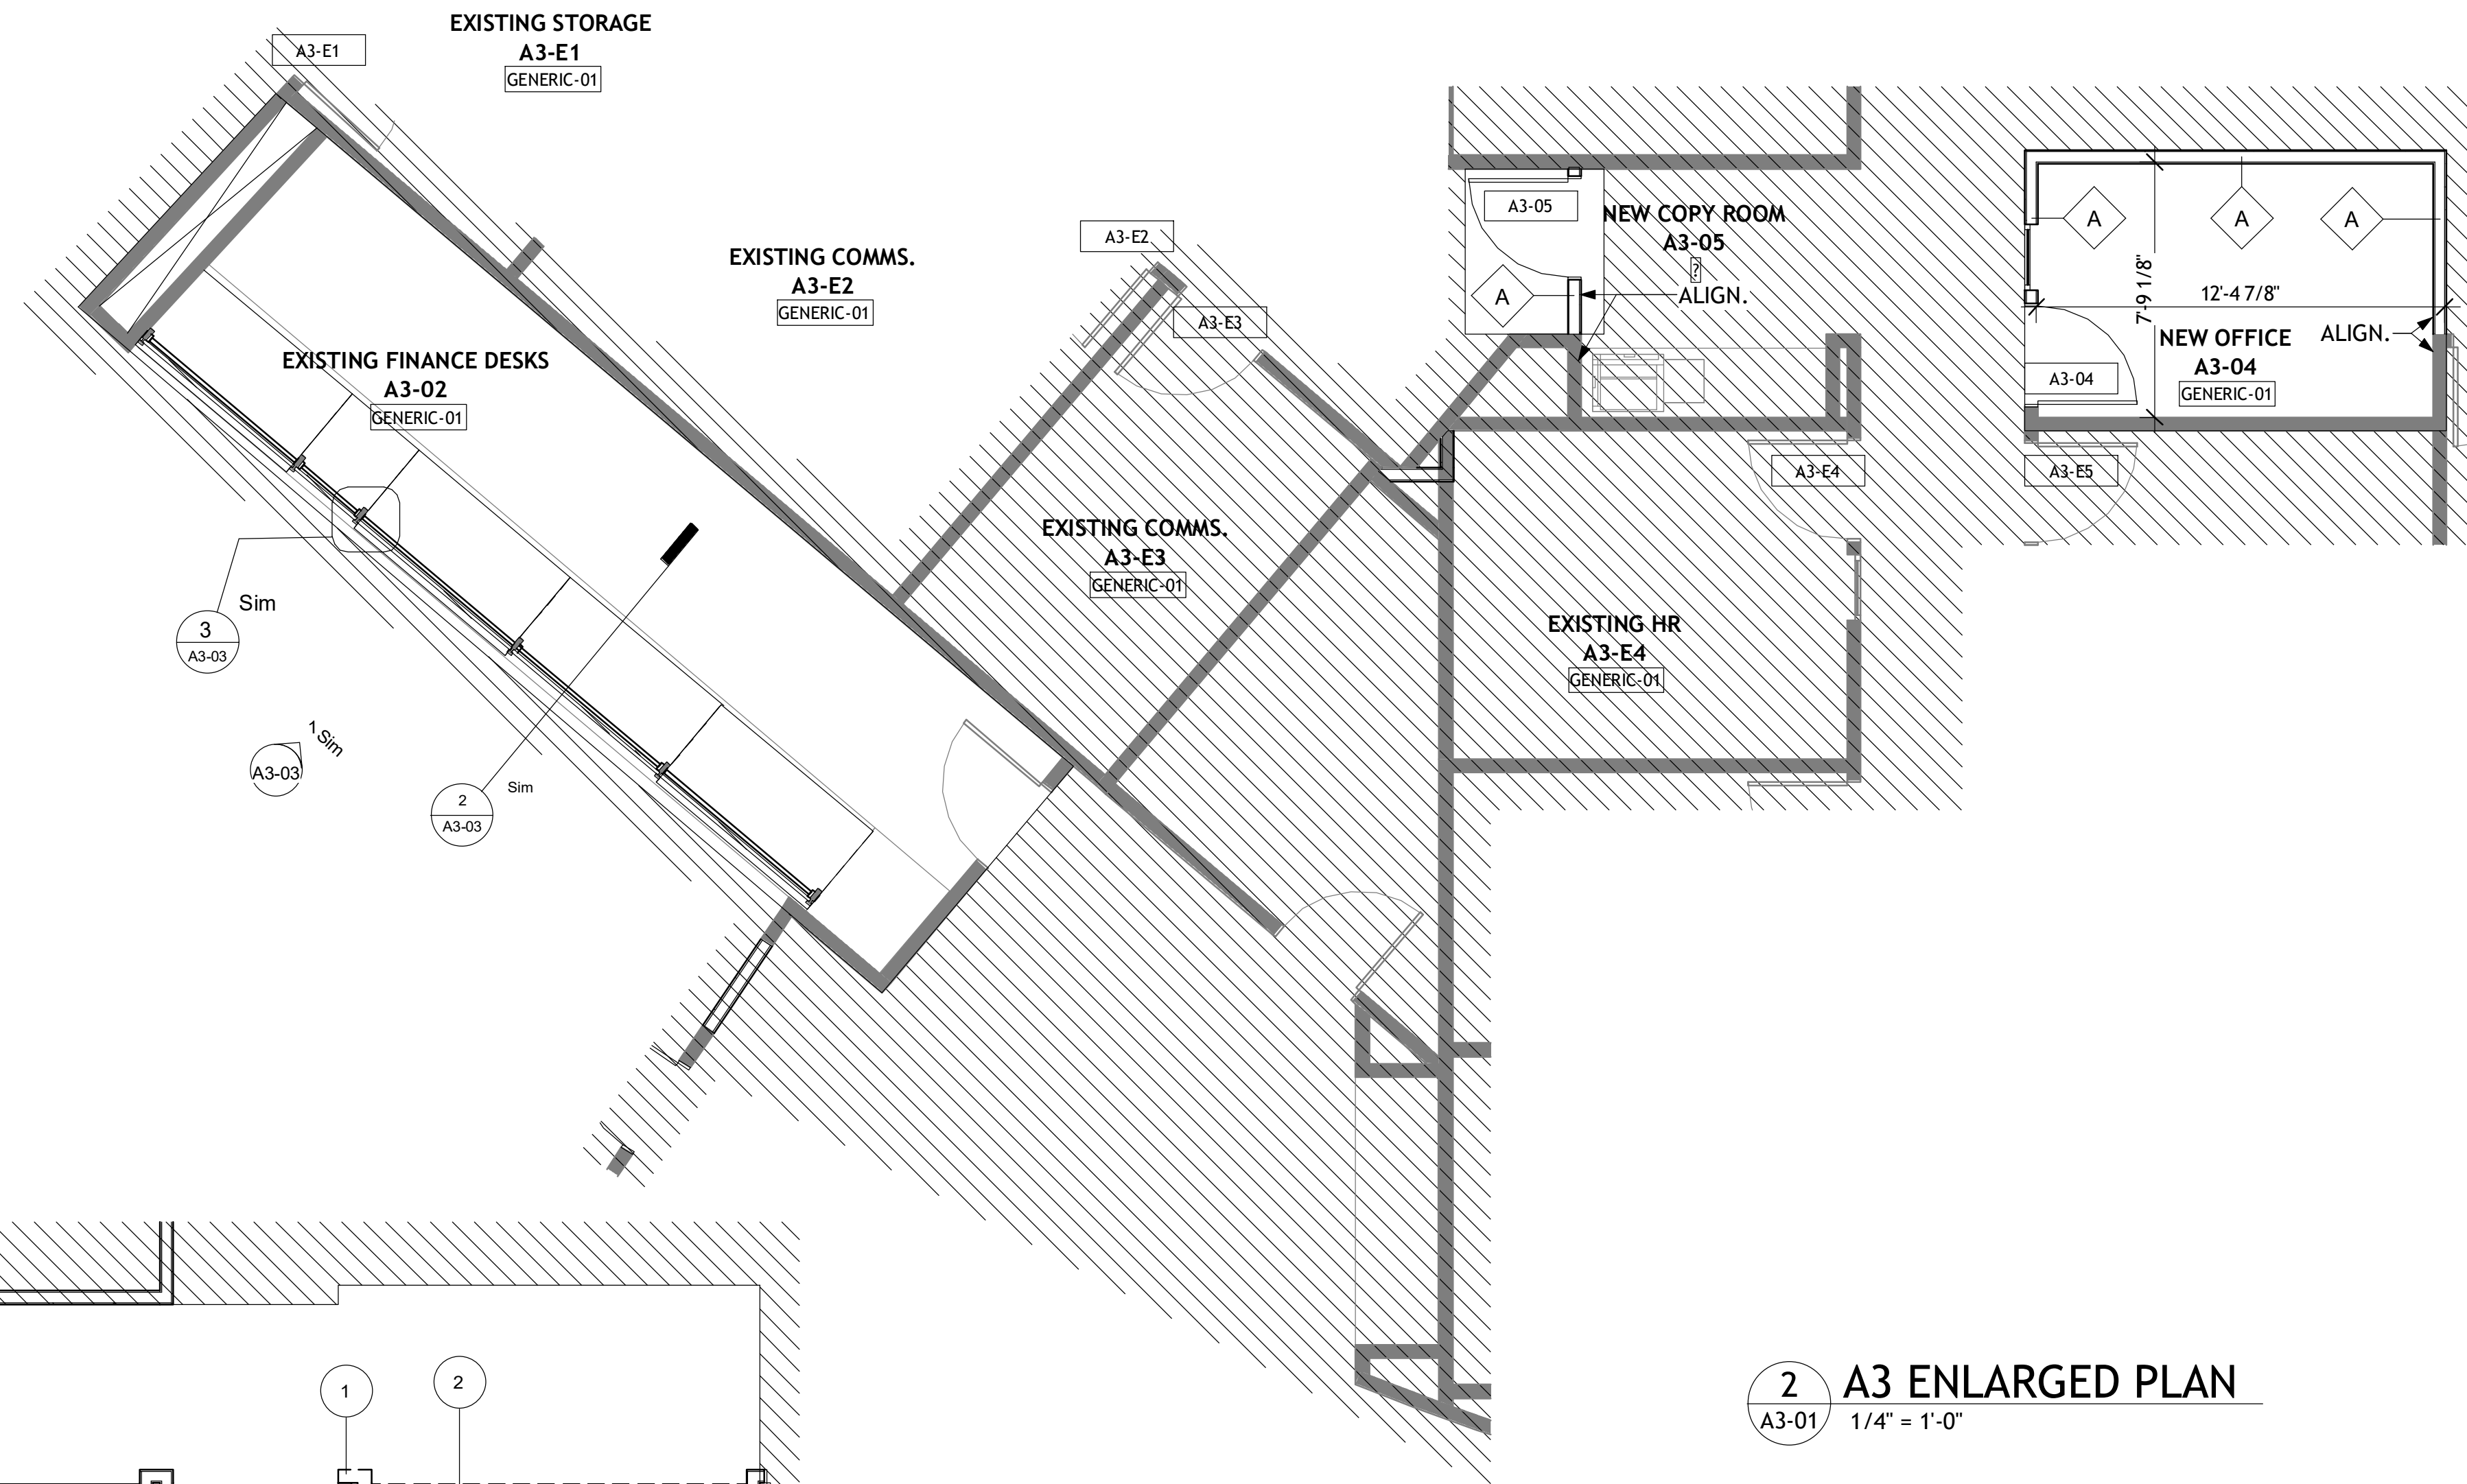 EXISTING STORAGE
A3-E1
GENERIC-01
A3-E1
EXISTING COMMS.
A3-E2
GENERIC-01
A3-E2
A3-E3
A3-05
NEW COPY ROOM
A3-05
?
ALIGN.
A
A
A
A
7'-9 1/8"
12'-4 7/8"
NEW OFFICE
A3-04
GENERIC-01
ALIGN.
A3-04
EXISTING FINANCE DESKS
A3-02
GENERIC-01
A3-E4
A3-E5
EXISTING COMMS.
A3-E3
GENERIC-01
EXISTING HR
A3-E4
GENERIC-01
Sim
3
A3-03
1
Sim
A3-03
2
A3-03
Sim
1
2
2
A3-01
A3 ENLARGED PLAN
1/4" = 1'-0"